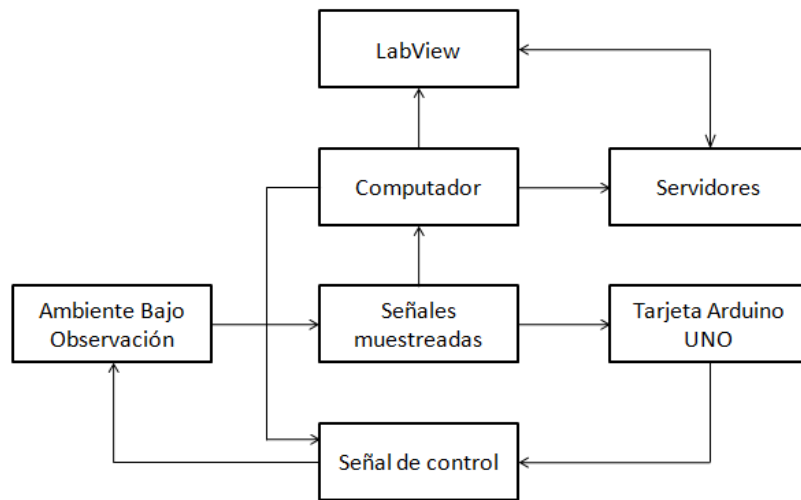 LabView
Computador
Servidores
Ambiente Bajo
Observación
Señales
muestreadas
Tarjeta Arduino
UNO
Señal de control